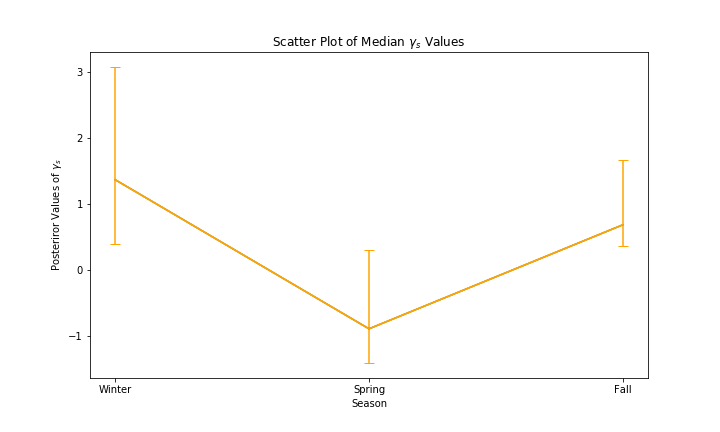 Scatter Plot of Median γₛ Values
Posteriror Values of γₛ
3
2
1
0
−1
Winter
Spring
Fall
Season